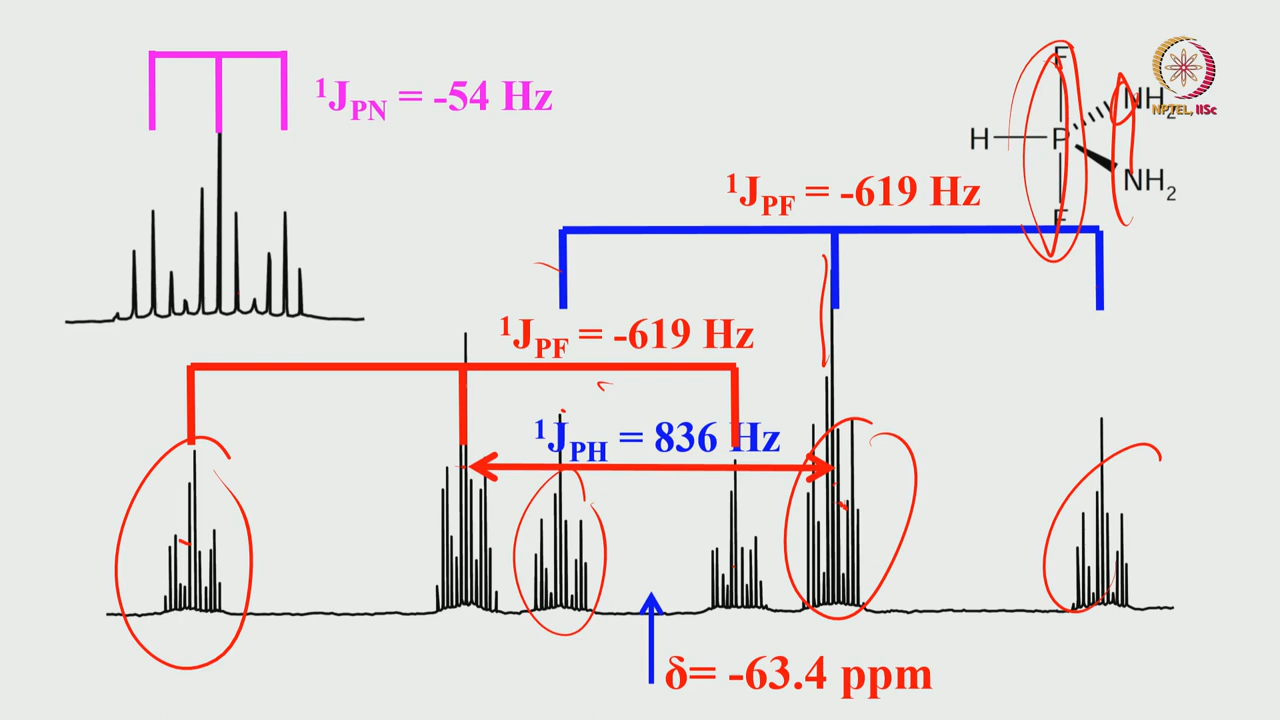 ¹J_PN = -54 Hz
F
NH₂
NPTEL, IISc
H P
NH₂
F
¹J_PF = -619 Hz
¹J_PF = -619 Hz
¹J_PH = 836 Hz
δ= -63.4 ppm